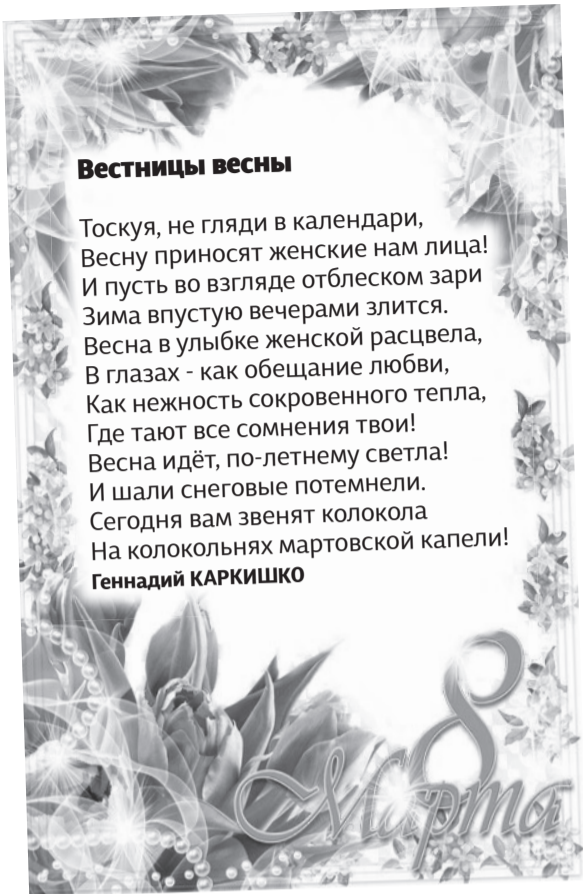 Вестницы весны
Тоскуя, не гляди в календари,
Весну приносят женские нам лица!
И пусть во взгляде отблеском зари
Зима впустую вечерами злится.
Весна в улыбке женской расцвела,
В глазах - как обещание любви,
Как нежность сокровенного тепла,
Где тают все сомнения твои!
Весна идёт, по-летнему светла!
И шали снеговые потемнели.
Сегодня вам звенят колокола
На колокольнях мартовской капели!
Геннадий КАРКИШКО
8
Марта